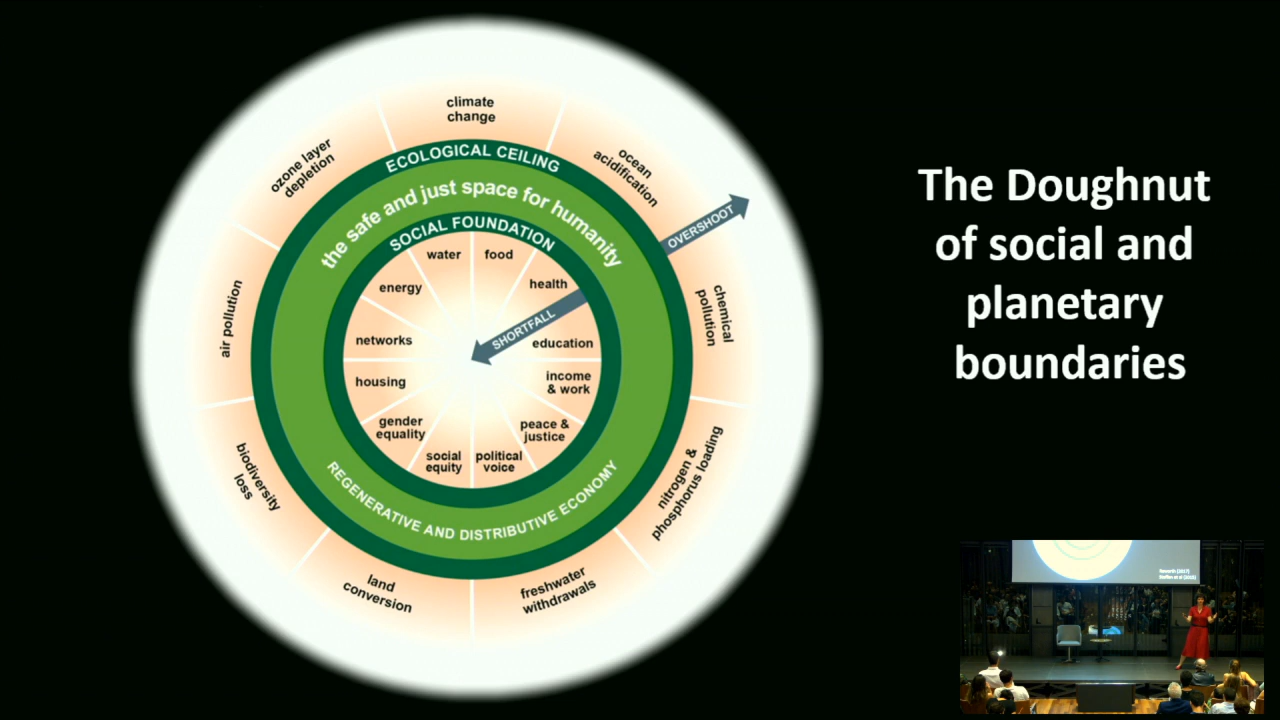 climate
change
ozone layer
depletion
ocean
acidification
ECOLOGICAL CEILING
the safe and just space for humanity
SOCIAL FOUNDATION
OVERSHOOT
water
food
energy
health
SHORTFALL
networks
education
housing
income
& work
gender
equality
peace &
justice
social
equity
political
voice
air pollution
chemical
pollution
REGENERATIVE AND DISTRIBUTIVE ECONOMY
biodiversity
loss
nitrogen &
phosphorus loading
land
conversion
freshwater
withdrawals
The Doughnut
of social and
planetary
boundaries